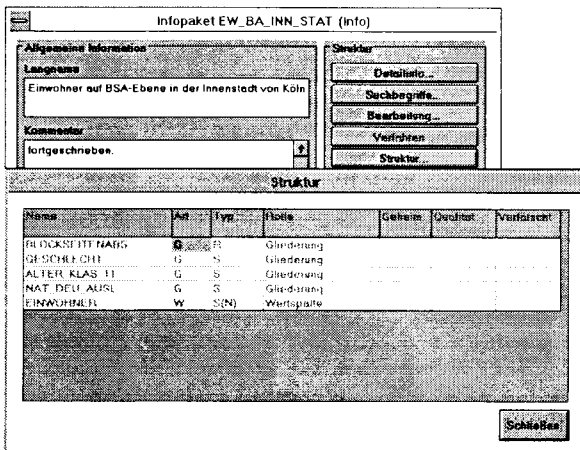 Infopaket EW_BA_INN_STAT (Info)
Allgemeine Information
Langname
Einwohner auf BSA-Ebene in der Innenstadt von Köln
Kommentar
fortgeschrieben.
Struktur
Detailinfo...
Suchbegriffe...
Bearbeitung...
Verfahren
Struktur...
Struktur
Name Art Typ Rolle Geheim Qualität Verfälscht
G R Gliederung
GESCHLECHT G S Gliederung
ALTER_KLAS_11 G S Gliederung
NAT_DEU_AUSL G S Gliederung
EINWOHNER W S(N) Wertspalte
Schließen